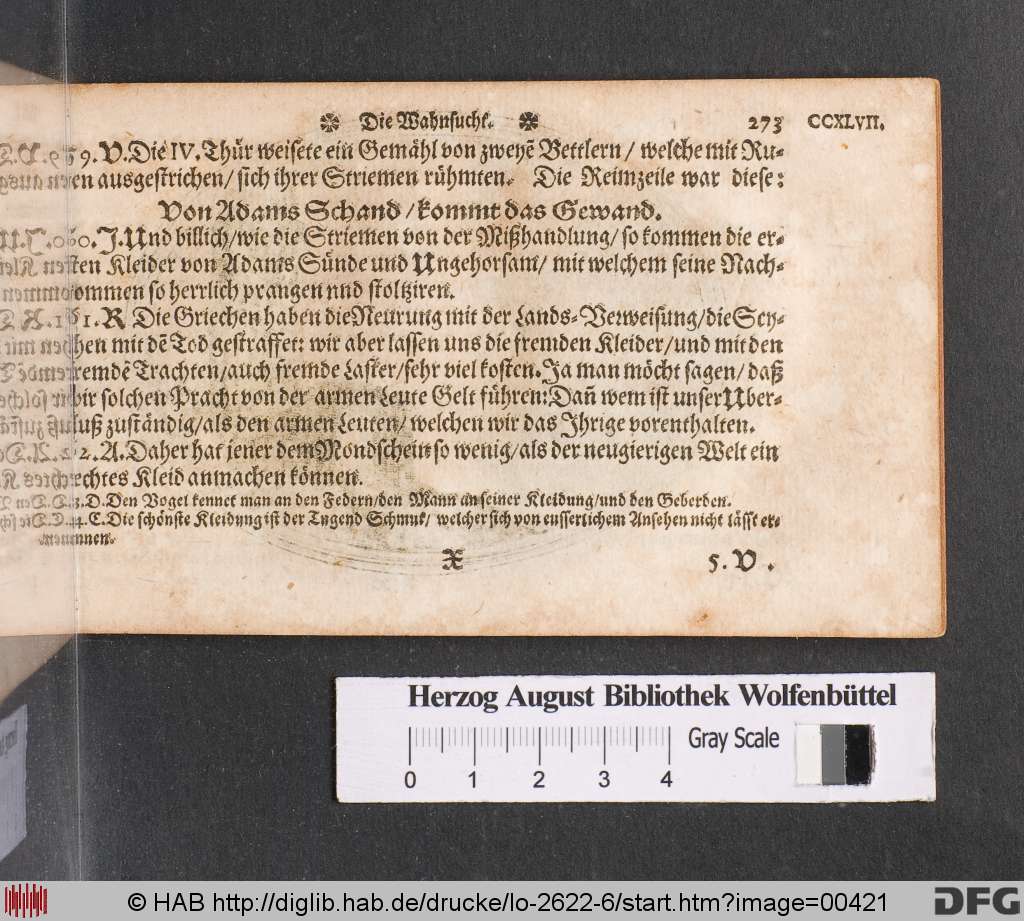 ❋ Die Wahnsucht. ❋ 273 CCXLVII.
9. V. Die IV. Thür weisete ein Gemähl von zweyẽ Bettlern / welche mit Ru-
en ausgestrichen / sich ihrer Striemen rühmten. Die Reimzeile war diese:
Von Adams Schand / kommt das Gewand.
60. J. Und billich / wie die Striemen von der Mißhandlung / so kommen die er-
sten Kleider von Adams Sünde und Ungehorsam / mit welchem seine Nach-
kommen so herrlich prangen nnd stoltziren.
1. R Die Griechen haben die Neurung mit der Lands-Verweisung / die Scy-
hen mit dẽ Tod gestraffet: wir aber lassen uns die fremden Kleider / und mit den
fremdẽ Trachten / auch fremde Laster / sehr viel kosten. Ja man möcht sagen / daß
wir solchen Pracht von der armen Leute Gelt führen: Dañ wem ist unser Uber-
fluß zuständig / als den armen Leuten / welchen wir das Ihrige vorenthalten.
2. A. Daher hat jener dem Mondschein so wenig / als der neugierigen Welt ein
rechtes Kleid anmachen können.
3. D. Den Vogel kennet man an den Federn / den Mann an seiner Kleidung / und den Geberden.
4. E. Die schönste Kleidung ist der Tugend Schmuk / welcher sich von eusserlichem Ansehen nicht lässt er-
nennen.
X 5. V.
Herzog August Bibliothek Wolfenbüttel
Gray Scale
0 1 2 3 4
© HAB http://diglib.hab.de/drucke/lo-2622-6/start.htm?image=00421
DFG